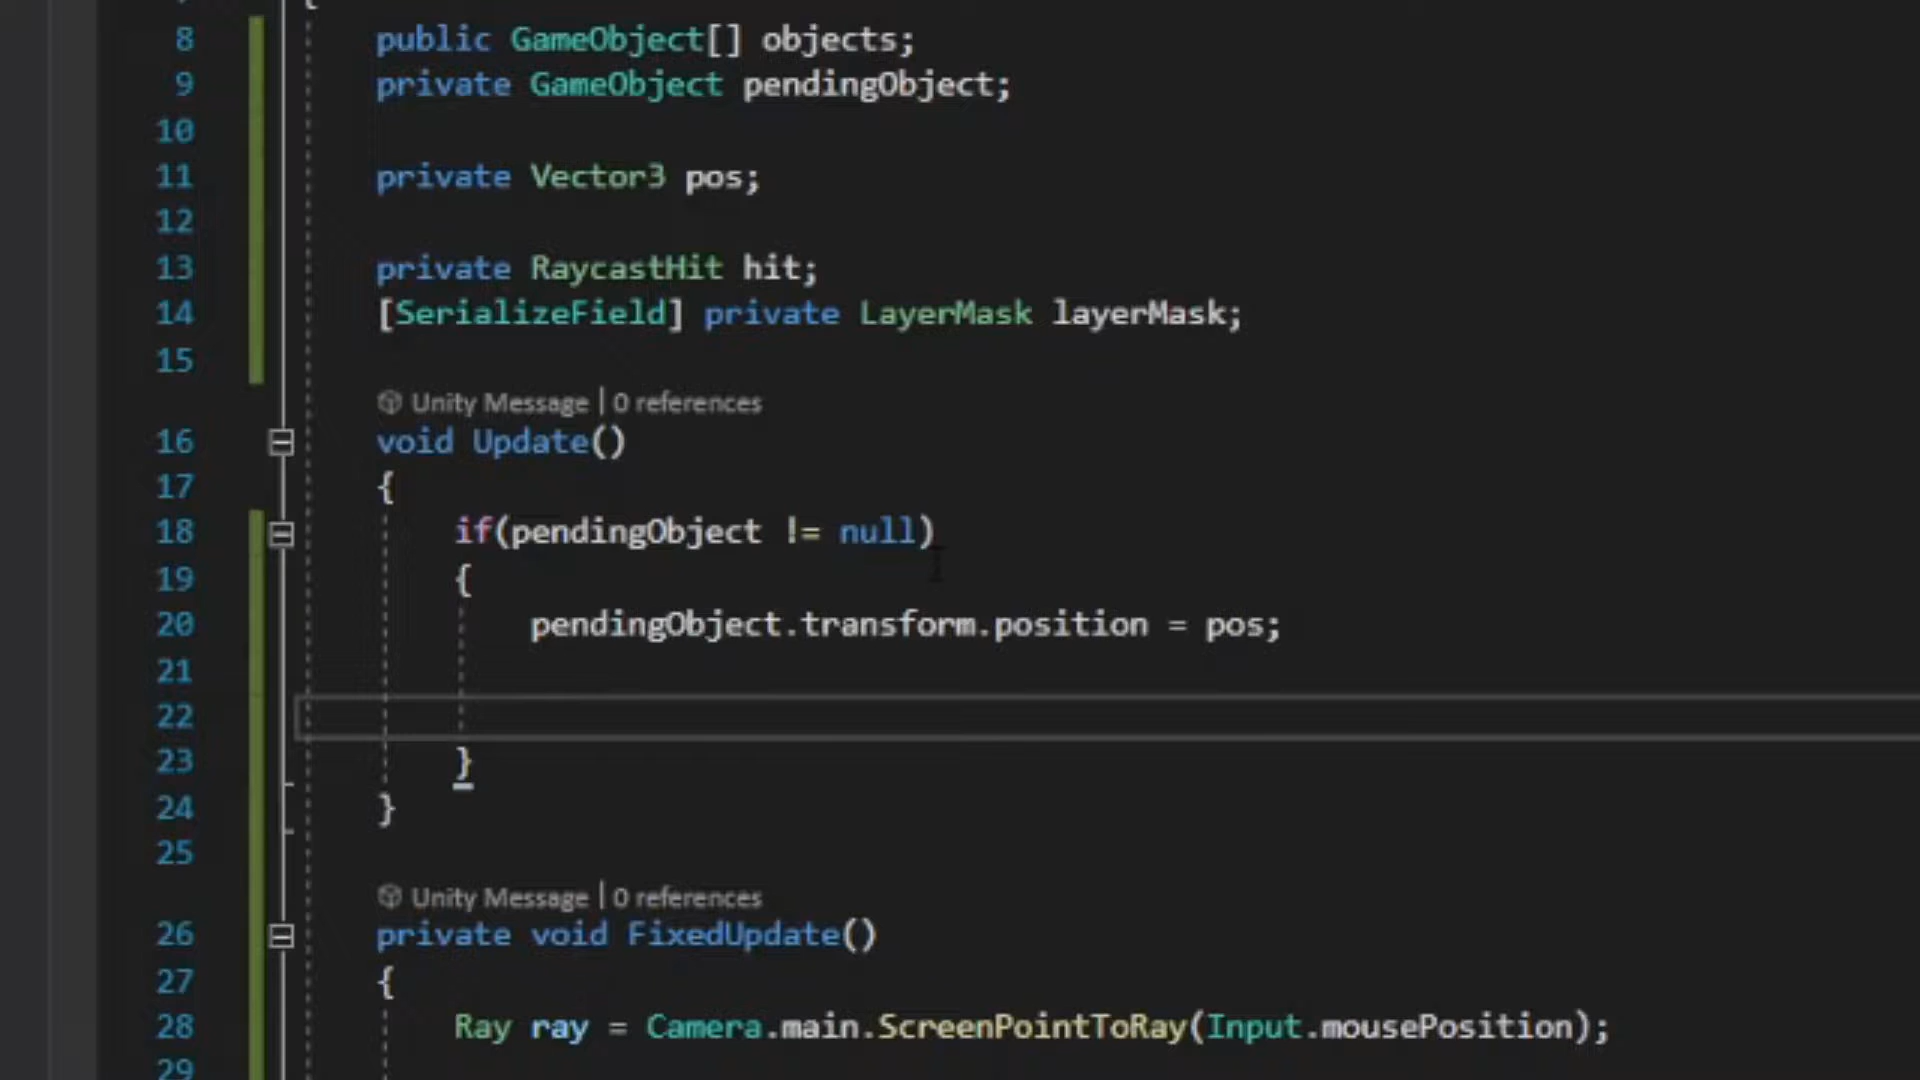 {
8 public GameObject[] objects;
9 private GameObject pendingObject;
10
11 private Vector3 pos;
12
13 private RaycastHit hit;
14 [SerializeField] private LayerMask layerMask;
15
Unity Message | 0 references
16 void Update()
17 {
18 if(pendingObject != null)
19 {
20 pendingObject.transform.position = pos;
21
22
23 }
24 }
25
Unity Message | 0 references
26 private void FixedUpdate()
27 {
28 Ray ray = Camera.main.ScreenPointToRay(Input.mousePosition);
29